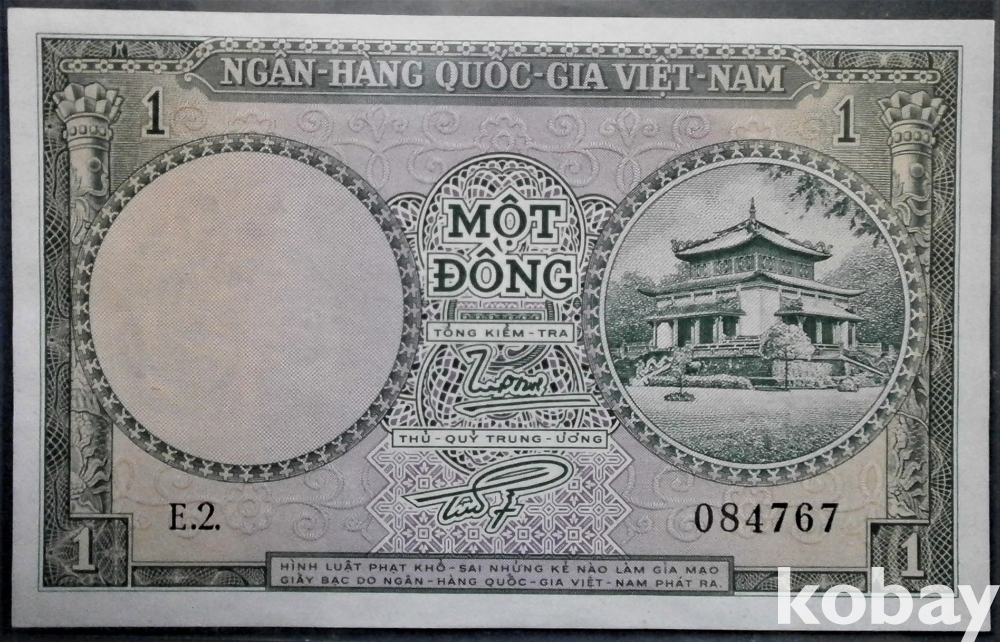 NGÂN-HÀNG QUỐC-GIA VIỆT-NAM
1
1
MỘT
ĐỒNG
TỔNG KIỂM-TRA
THỦ-QUỸ TRUNG-ƯƠNG
E.2.
084767
1
1
HÌNH LUẬT PHẠT KHỔ-SAI NHỮNG KẺ NÀO LÀM GIẢ MẠO
GIẤY BẠC DO NGÂN-HÀNG QUỐC-GIA VIỆT-NAM PHÁT RA.
kobay